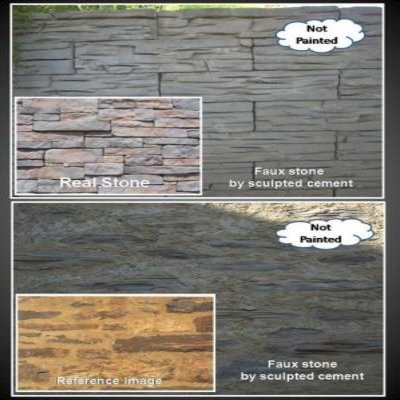 Not
Painted
Real Stone
Faux stone
by sculpted cement
Not
Painted
Reference Image
Faux stone
by sculpted cement